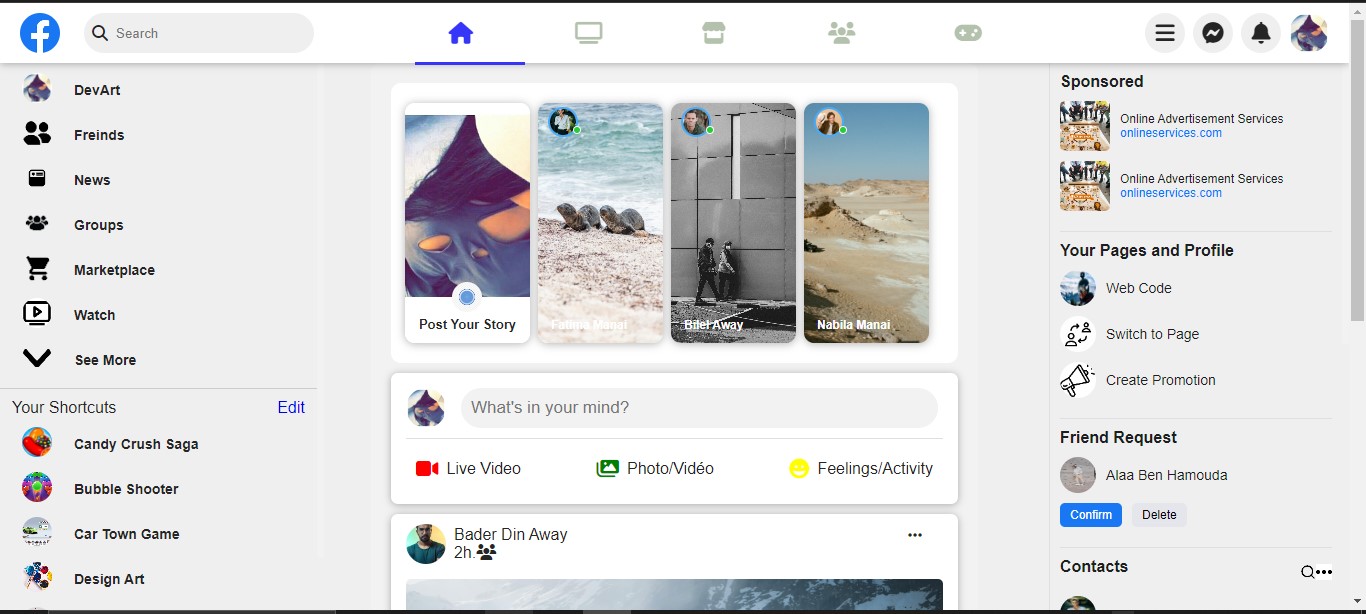 Search
DevArt
Freinds
News
Groups
Marketplace
Watch
See More
Your Shortcuts
Edit
Candy Crush Saga
Bubble Shooter
Car Town Game
Design Art
Post Your Story
Fatima Manai
Bilel Away
Nabila Manai
What's in your mind?
Live Video
Photo/Vidéo
Feelings/Activity
Bader Din Away
2h.
Sponsored
Online Advertisement Services
onlineservices.com
Online Advertisement Services
onlineservices.com
Your Pages and Profile
Web Code
Switch to Page
Create Promotion
Friend Request
Alaa Ben Hamouda
Confirm
Delete
Contacts